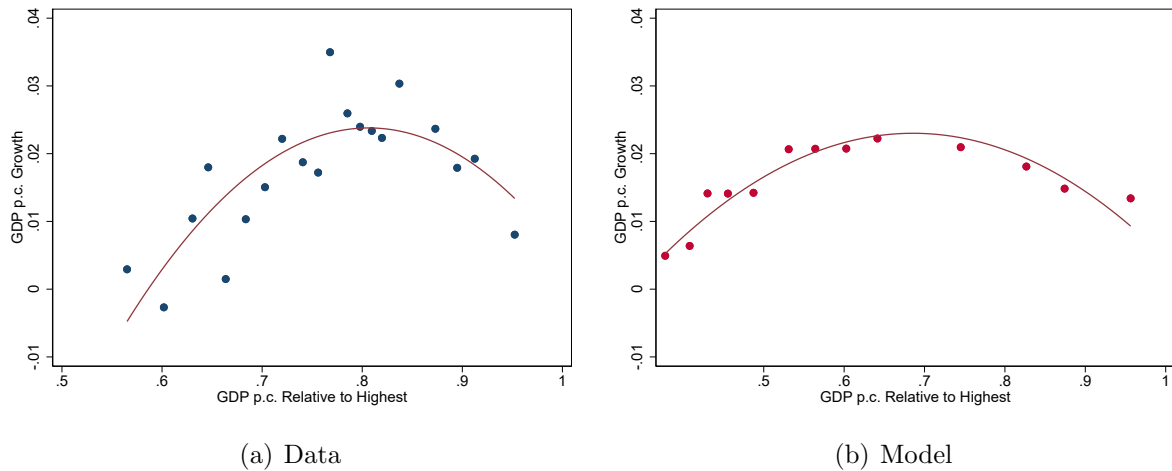 .04
.03
.02
.01
0
-.01
GDP p.c. Growth
.5 .6 .7 .8 .9 1
GDP p.c. Relative to Highest
(a) Data
.04
.03
.02
.01
0
-.01
GDP p.c. Growth
.5 .6 .7 .8 .9 1
GDP p.c. Relative to Highest
(b) Model